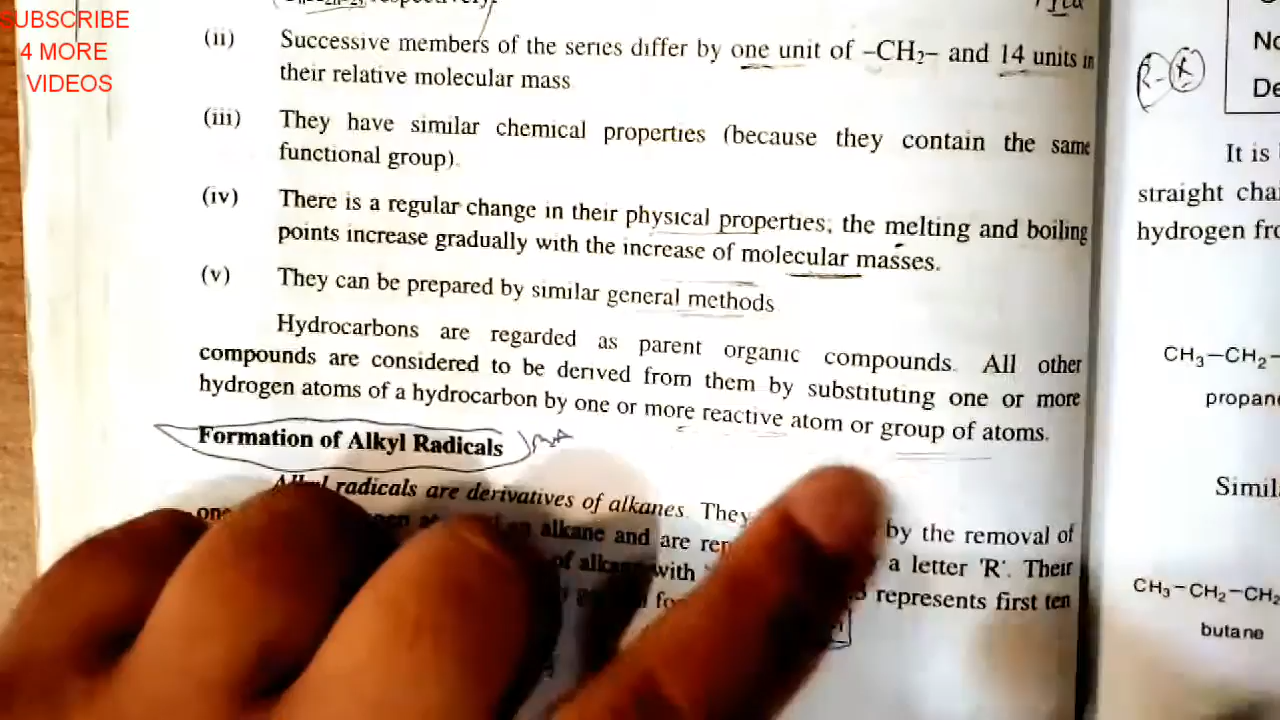 SUBSCRIBE
4 MORE
VIDEOS
respectively.
(ii) Successive members of the series differ by one unit of –CH₂– and 14 units in
their relative molecular mass
(iii) They have similar chemical properties (because they contain the same
functional group).
(iv) There is a regular change in their physical properties; the melting and boiling
points increase gradually with the increase of molecular masses.
(v) They can be prepared by similar general methods
Hydrocarbons are regarded as parent organic compounds. All other
compounds are considered to be derived from them by substituting one or more
hydrogen atoms of a hydrocarbon by one or more reactive atom or group of atoms.
Formation of Alkyl Radicals
Alkyl radicals are derivatives of alkanes. They by the removal of
one an alkane and are a letter 'R'. Their
of with
represents first ten
No
De
It is
straight cha
hydrogen fro
CH₃–CH₂–
propan
Simil
CH₃–CH₂–CH₂
butane